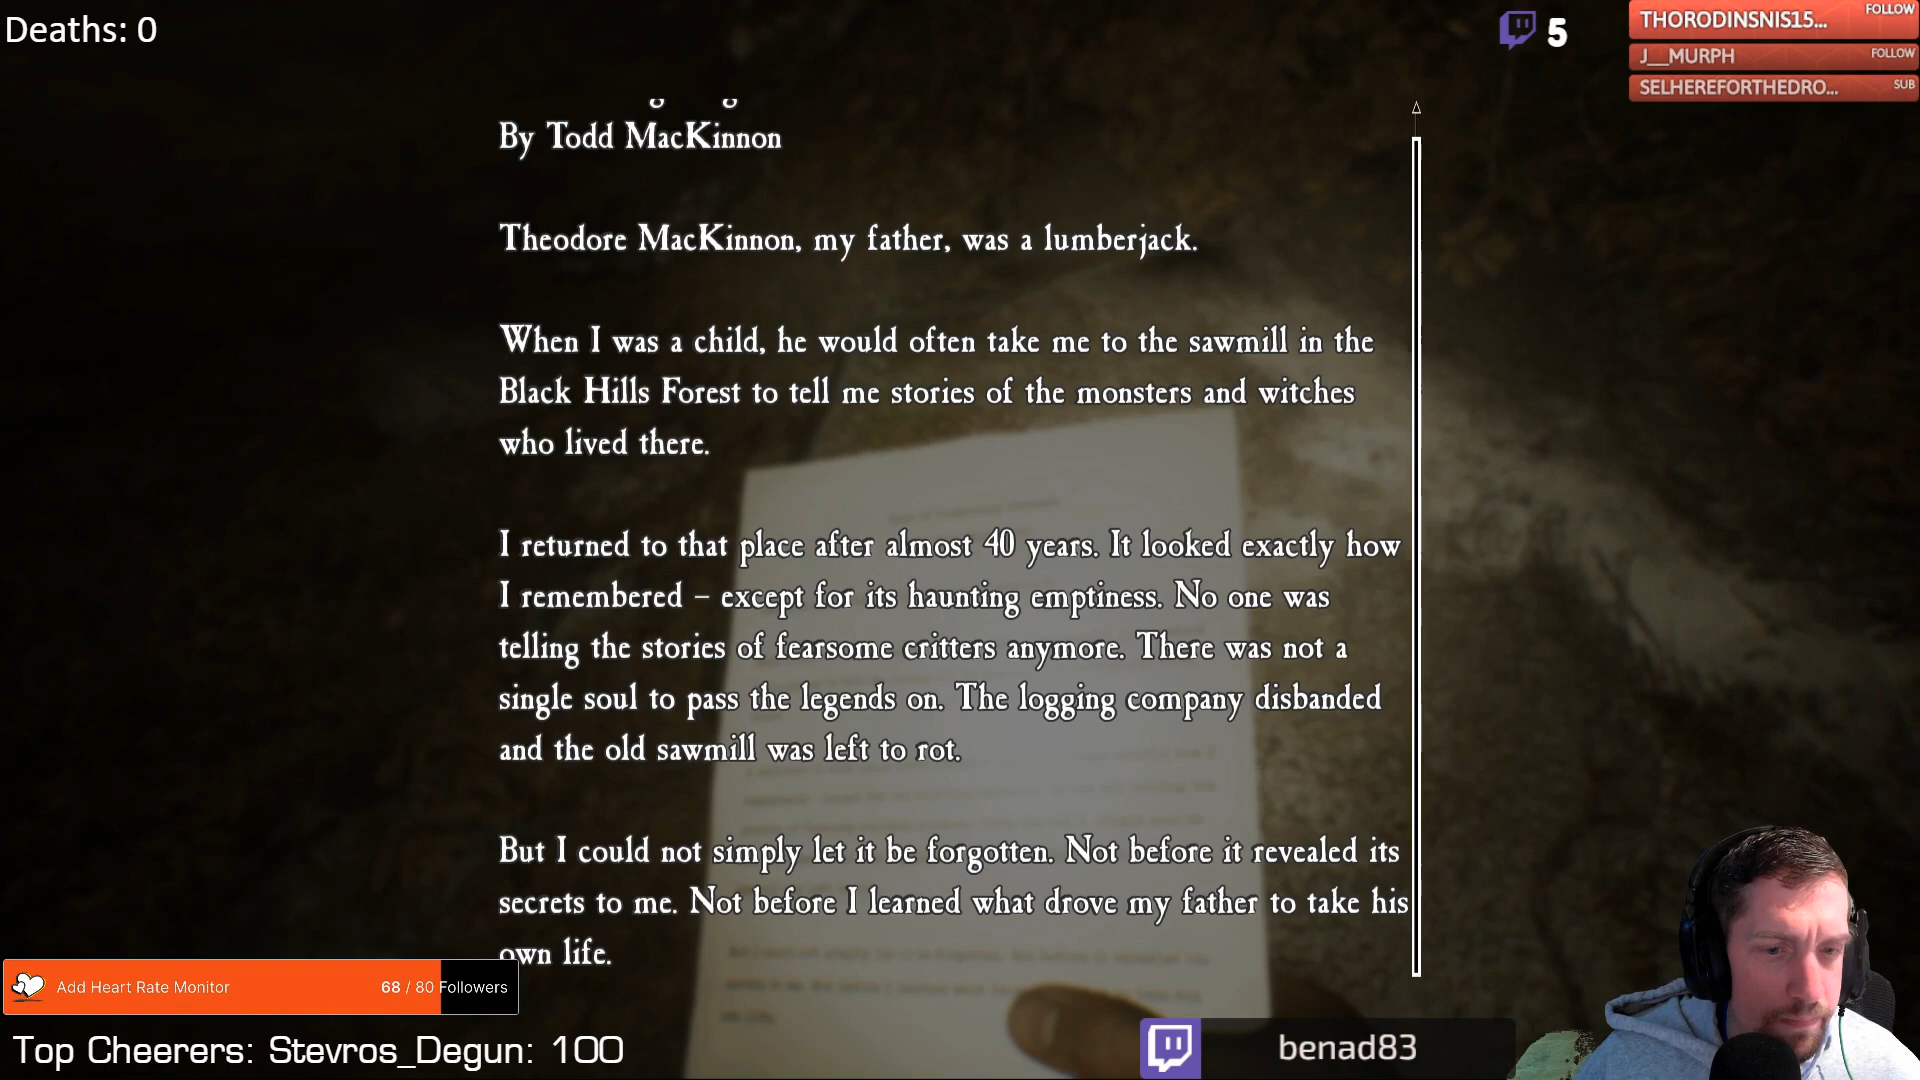 Deaths: 0
5
THORODINSNIS15... FOLLOW
J__MURPH FOLLOW
SELHEREFORTHEDRO... SUB
By Todd MacKinnon
Theodore MacKinnon, my father, was a lumberjack.
When I was a child, he would often take me to the sawmill in the
Black Hills Forest to tell me stories of the monsters and witches
who lived there.
I returned to that place after almost 40 years. It looked exactly how
I remembered – except for its haunting emptiness. No one was
telling the stories of fearsome critters anymore. There was not a
single soul to pass the legends on. The logging company disbanded
and the old sawmill was left to rot.
But I could not simply let it be forgotten. Not before it revealed its
secrets to me. Not before I learned what drove my father to take his
own life.
Add Heart Rate Monitor 68 / 80 Followers
Top Cheerers: Stevros_Degun: 100
benad83